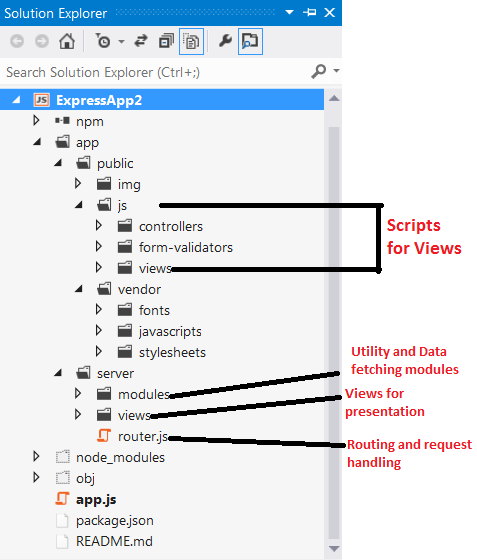 Solution Explorer
Search Solution Explorer (Ctrl+;)
JS ExpressApp2
npm
app
public
img
js
controllers
form-validators
views
vendor
fonts
javascripts
stylesheets
server
modules
views
router.js
node_modules
obj
app.js
package.json
README.md
Scripts
for Views
Utility and Data
fetching modules
Views for
presentation
Routing and request
handling